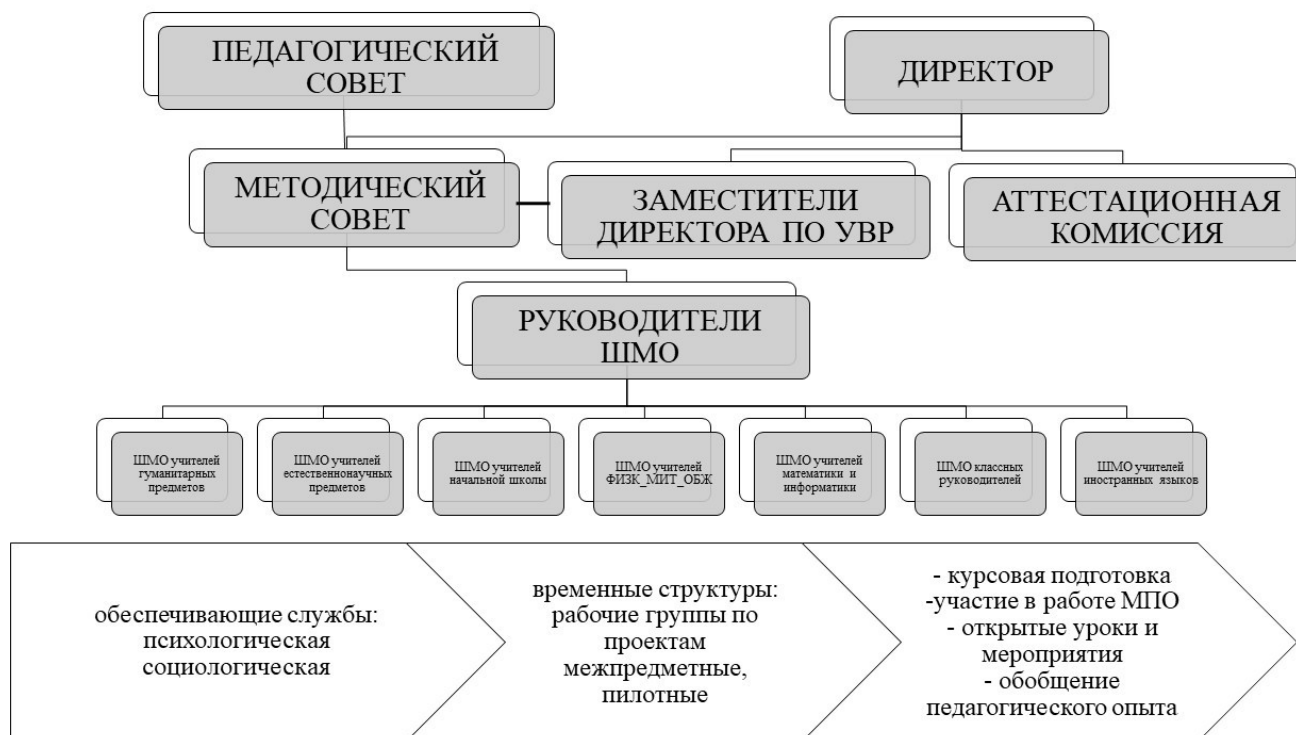 ПЕДАГОГИЧЕСКИЙ
СОВЕТ
ДИРЕКТОР
МЕТОДИЧЕСКИЙ
СОВЕТ
ЗАМЕСТИТЕЛИ
ДИРЕКТОРА ПО УВР
АТТЕСТАЦИОННАЯ
КОМИССИЯ
РУКОВОДИТЕЛИ
ШМО
ШМО учителей
гуманитарных
предметов
ШМО учителей
естественнонаучных
предметов
ШМО учителей
начальной школы
ШМО учителей
ФИЗК_МИТ_ОБЖ
ШМО учителей
математики и
информатики
ШМО классных
руководителей
ШМО учителей
иностранных языков
обеспечивающие службы:
психологическая
социологическая
временные структуры:
рабочие группы по
проектам
межпредметные,
пилотные
- курсовая подготовка
-участие в работе МПО
- открытые уроки и
мероприятия
- обобщение
педагогического опыта